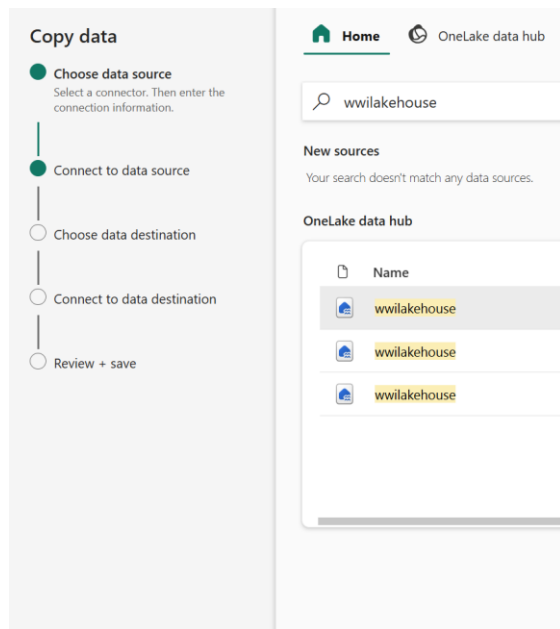 Copy data
Choose data source
Select a connector. Then enter the
connection information.
Connect to data source
Choose data destination
Connect to data destination
Review + save
Home
OneLake data hub
wwilakehouse
New sources
Your search doesn't match any data sources.
OneLake data hub
Name
wwilakehouse
wwilakehouse
wwilakehouse